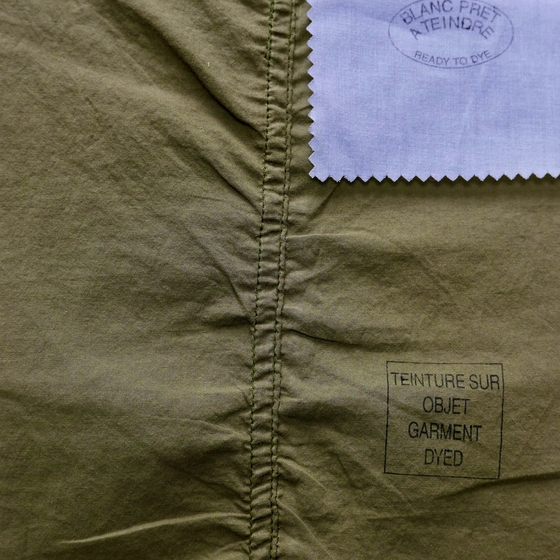 BLANC PRET
A TEINDRE
READY TO DYE
TEINTURE SUR
OBJET
GARMENT
DYED